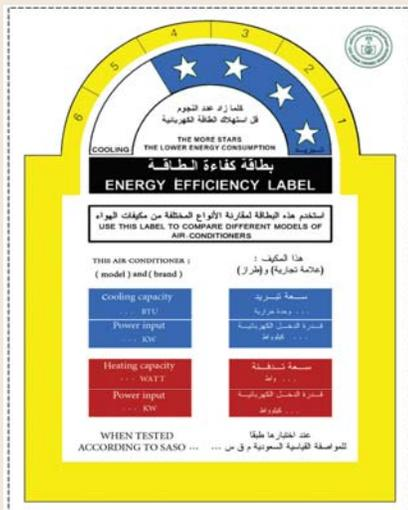 6 5 4 3 2 1
كلما زاد عدد النجوم
قل استهلاك الطاقة الكهربائية
THE MORE STARS
THE LOWER ENERGY CONSUMPTION
COOLING
التبريد
بطاقة كفاءة الطاقة
ENERGY EFFICIENCY LABEL
استخدم هذه البطاقة لمقارنة الأنواع المختلفة من مكيفات الهواء
USE THIS LABEL TO COMPARE DIFFERENT MODELS OF
AIR-CONDITIONERS
THIS AIR-CONDITIONER :
( model ) and ( brand )
هذا المكيف :
(علامة تجارية) و(طراز)
Cooling capacity
... BTU
Power input
... KW
سعة تبريد
... وحدة حرارية
قدرة الدخل الكهربائية
... كيلوواط
Heating capacity
... WATT
Power input
... KW
سعة تدفئة
... واط
قدرة الدخل الكهربائية
... كيلوواط
WHEN TESTED
ACCORDING TO SASO ...
عند اختبارها طبقا
للمواصفة القياسية السعودية م ق س ...